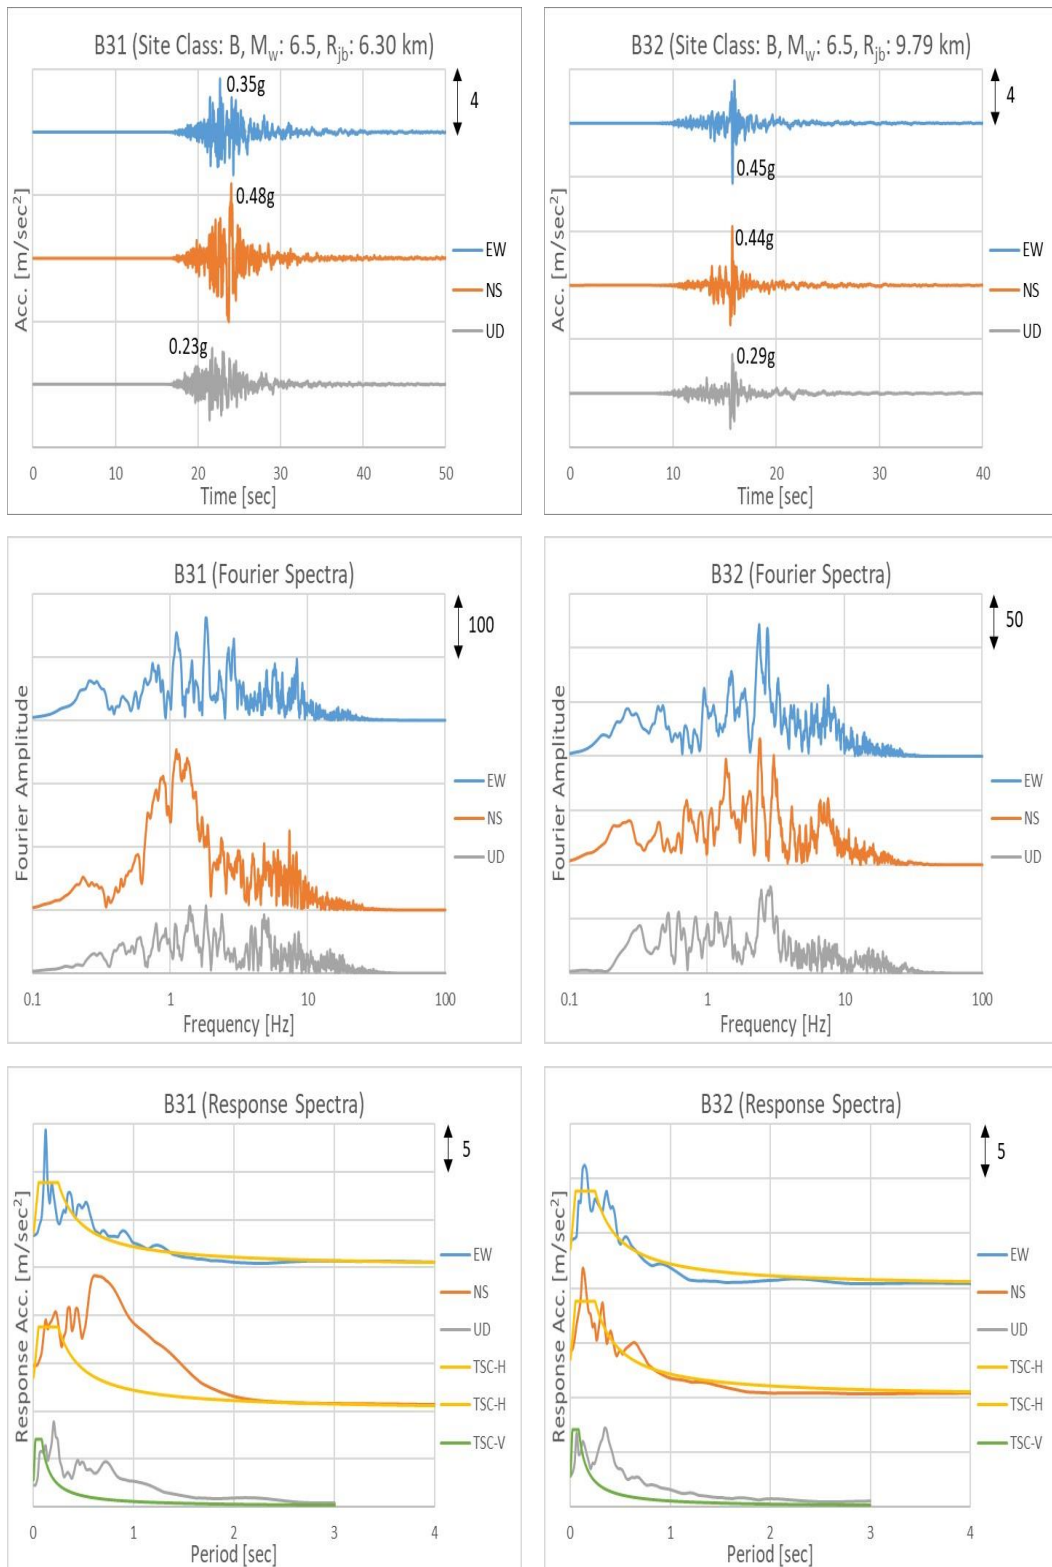 B31 (Site Class: B, Mw: 6.5, Rjb: 6.30 km)
4
0.35g
0.48g
0.23g
Acc. [m/sec²]
EW
NS
UD
0 10 20 30 40 50
Time [sec]
B32 (Site Class: B, Mw: 6.5, Rjb: 9.79 km)
4
0.45g
0.44g
0.29g
Acc. [m/sec²]
EW
NS
UD
0 10 20 30 40
Time [sec]
B31 (Fourier Spectra)
100
Fourier Amplitude
EW
NS
UD
0.1 1 10 100
Frequency [Hz]
B32 (Fourier Spectra)
50
Fourier Amplitude
EW
NS
UD
0.1 1 10 100
Frequency [Hz]
B31 (Response Spectra)
5
Response Acc. [m/sec²]
EW
NS
UD
TSC-H
TSC-H
TSC-V
0 1 2 3 4
Period [sec]
B32 (Response Spectra)
5
Response Acc. [m/sec²]
EW
NS
UD
TSC-H
TSC-H
TSC-V
0 1 2 3 4
Period [sec]